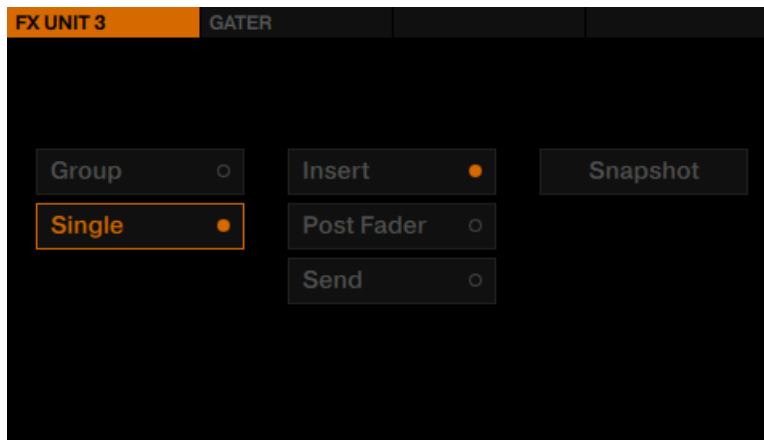 FX UNIT 3 GATER
Group Insert Snapshot
Single Post Fader
Send